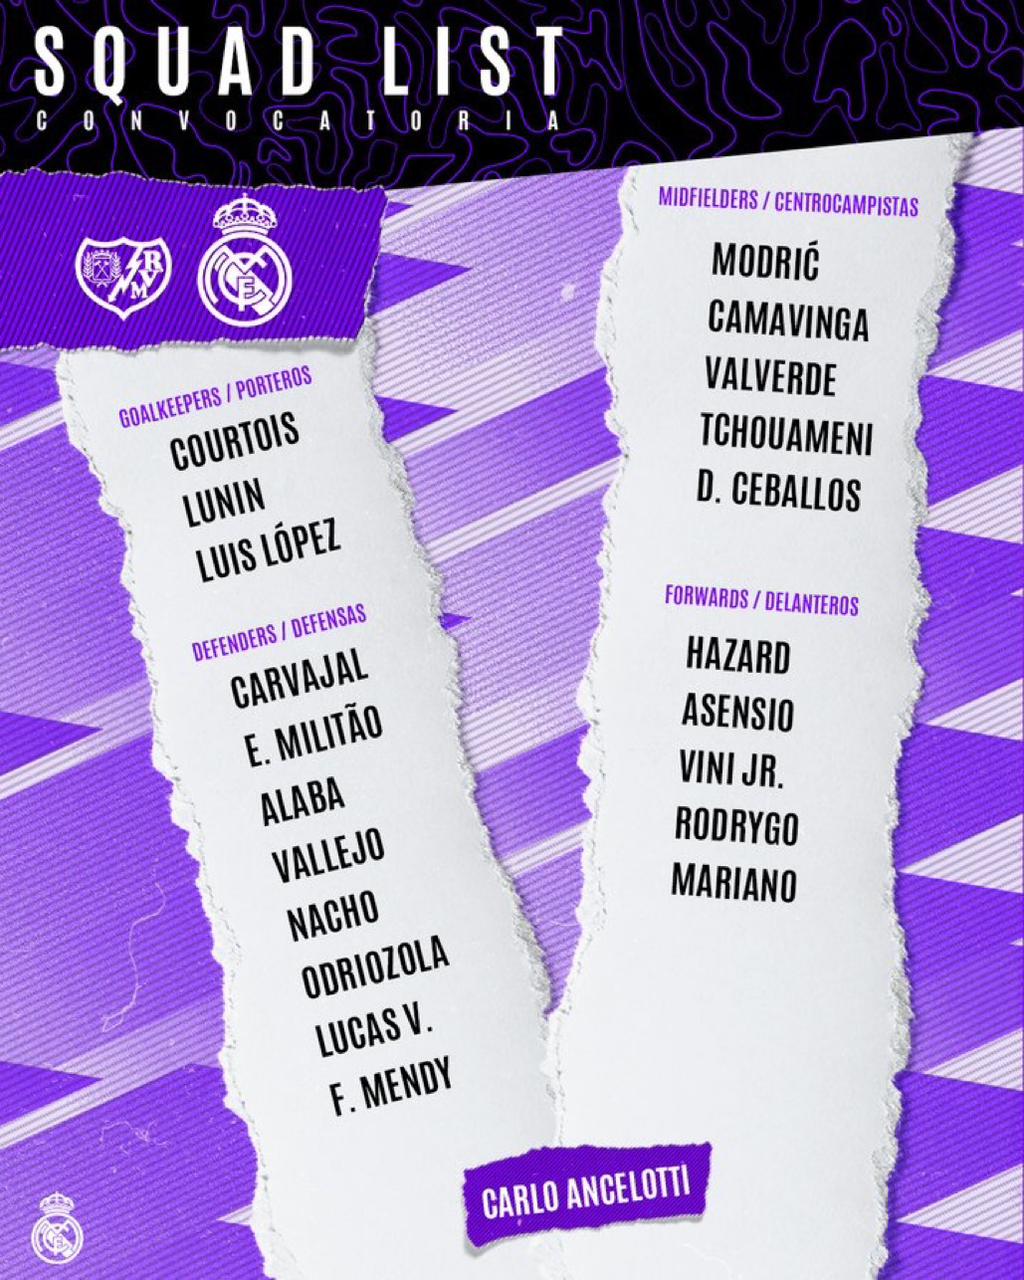 SQUAD LIST
CONVOCATORIA
RVM
GOALKEEPERS / PORTEROS
COURTOIS
LUNIN
LUIS LÓPEZ
DEFENDERS / DEFENSAS
CARVAJAL
E. MILITÃO
ALABA
VALLEJO
NACHO
ODRIOZOLA
LUCAS V.
F. MENDY
MIDFIELDERS / CENTROCAMPISTAS
MODRIĆ
CAMAVINGA
VALVERDE
TCHOUAMENI
D. CEBALLOS
FORWARDS / DELANTEROS
HAZARD
ASENSIO
VINI JR.
RODRYGO
MARIANO
CARLO ANCELOTTI